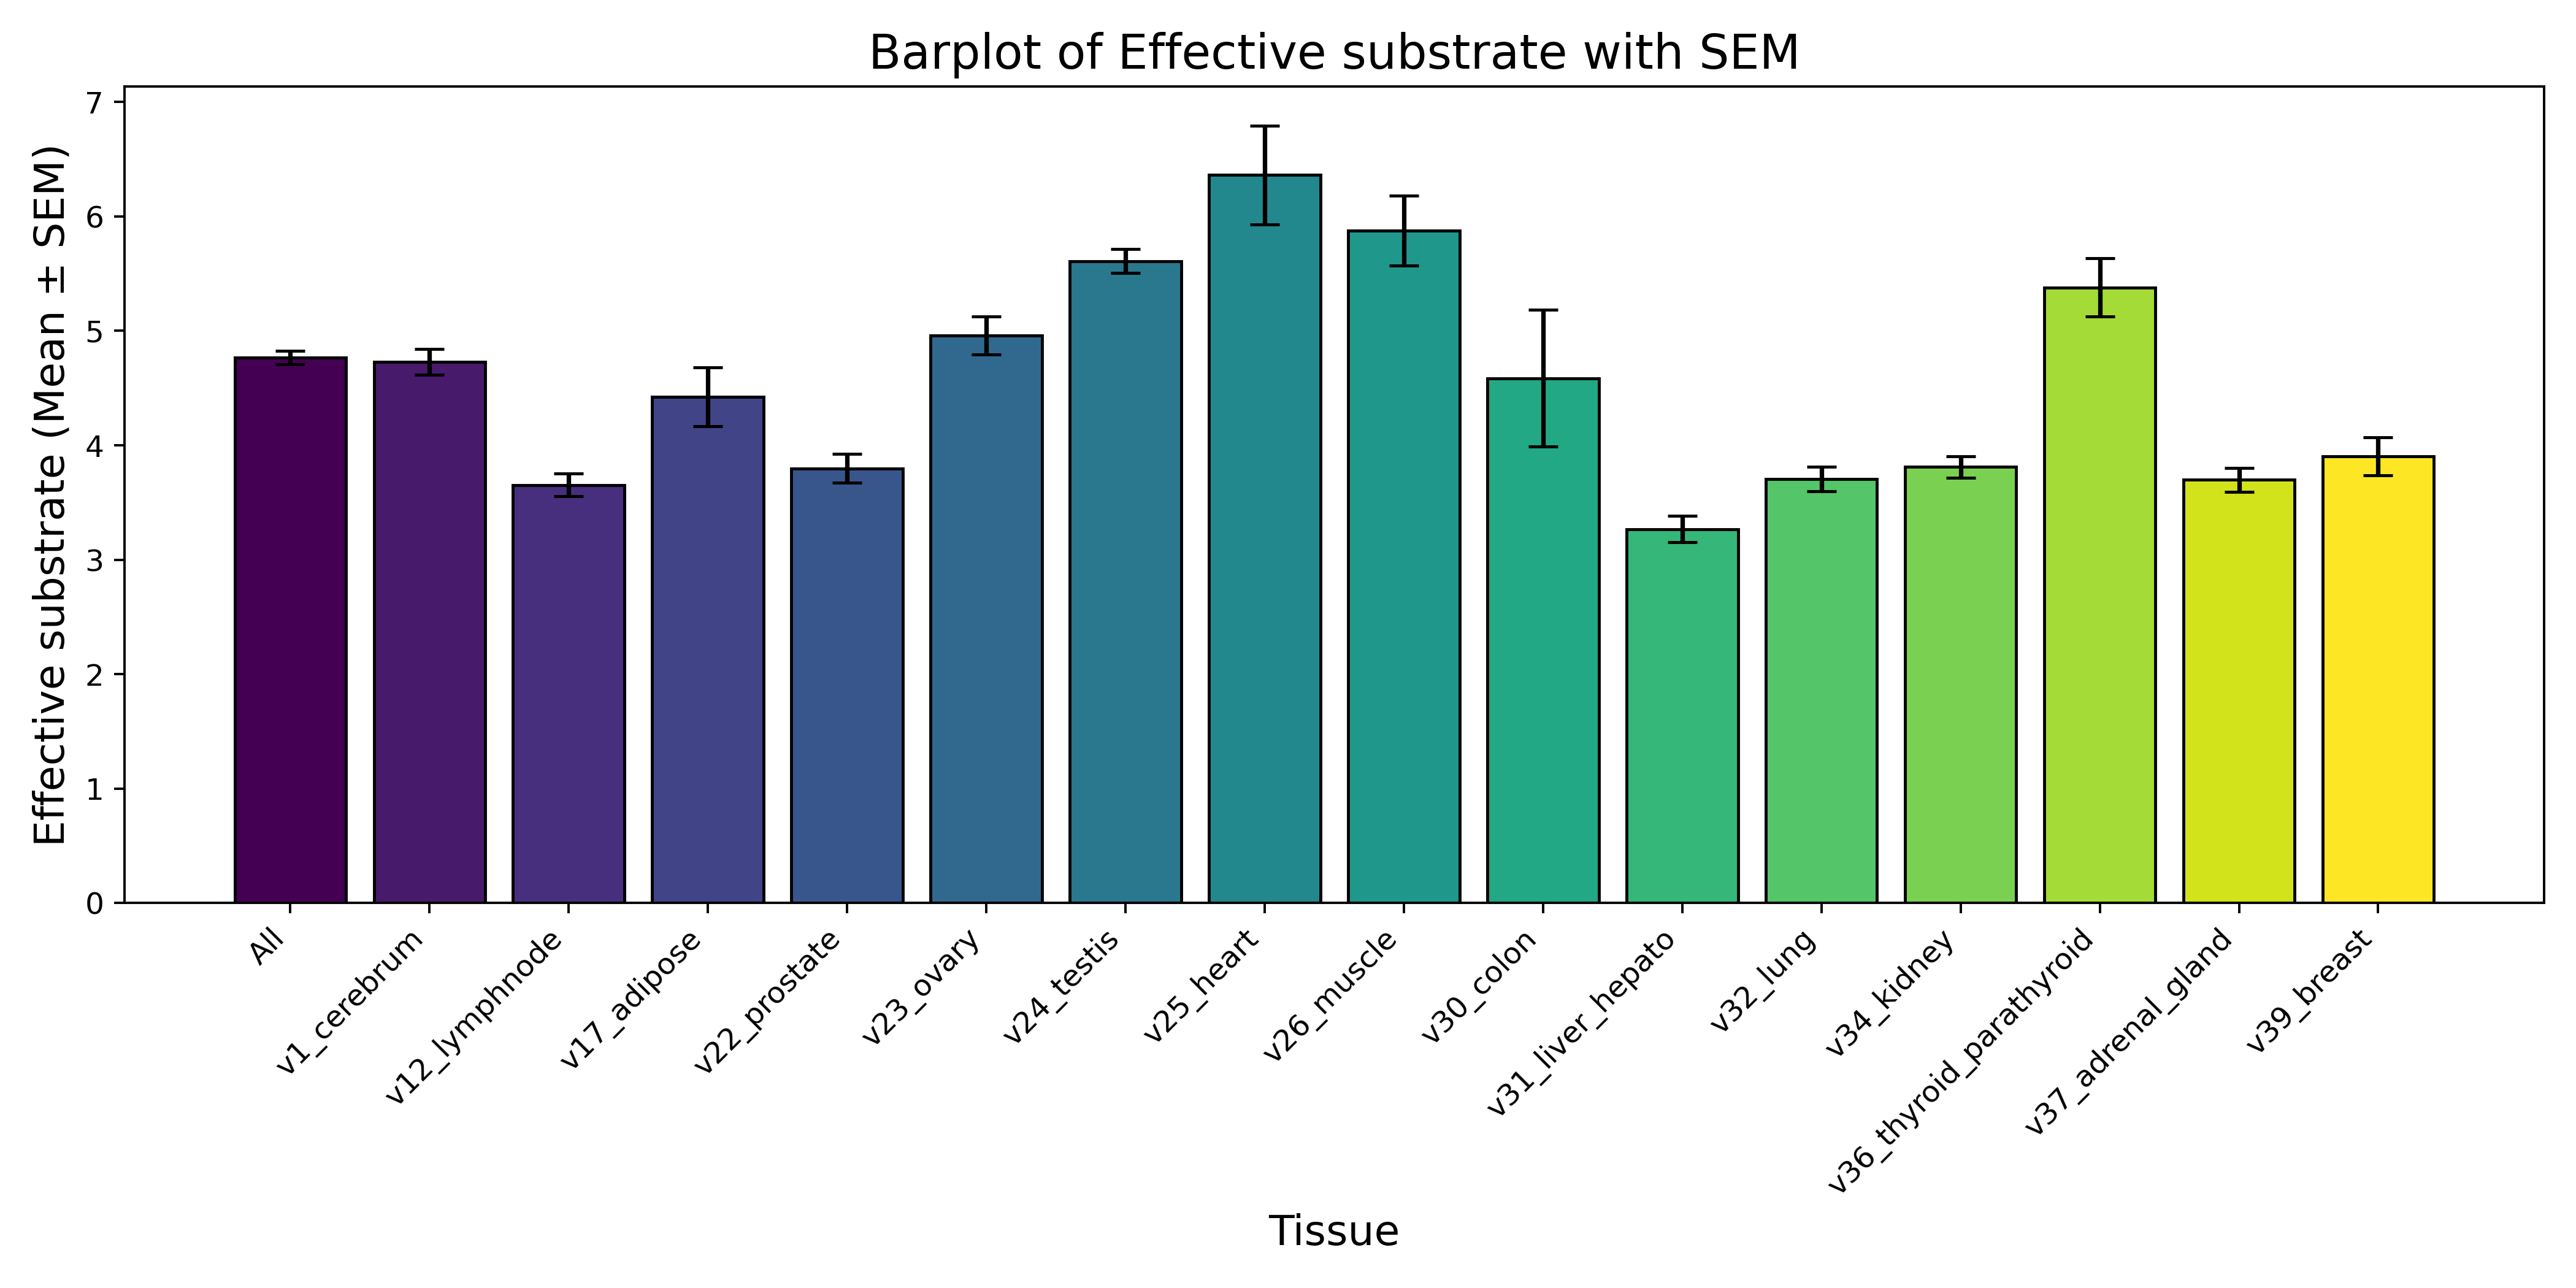 Barplot of Effective substrate with SEM
Effective substrate (Mean ± SEM)
7
6
5
4
3
2
1
0
All
v1_cerebrum
v12_lymphnode
v17_adipose
v22_prostate
v23_ovary
v24_testis
v25_heart
v26_muscle
v30_colon
v31_liver_hepato
v32_lung
v34_kidney
v36_thyroid_parathyroid
v37_adrenal_gland
v39_breast
Tissue